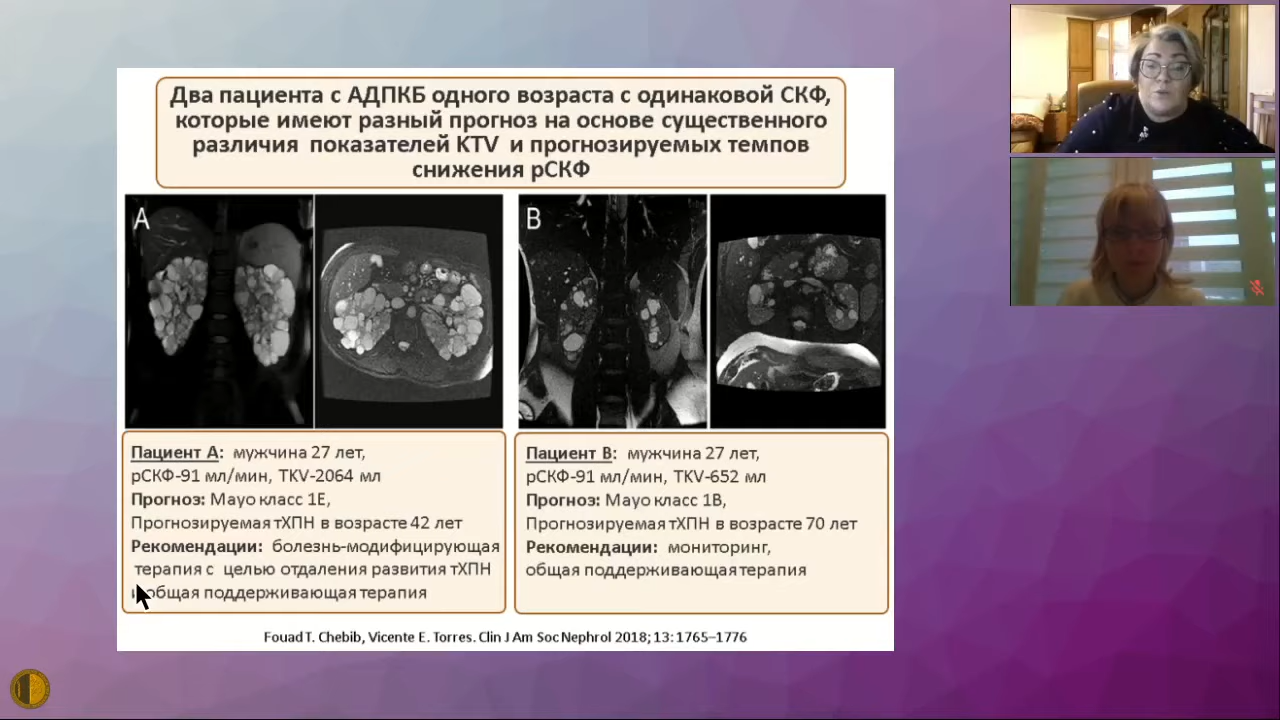 Два пациента с АДПКБ одного возраста с одинаковой СКФ,
которые имеют разный прогноз на основе существенного
различия показателей KTV и прогнозируемых темпов
снижения рСКФ
A
B
Пациент А: мужчина 27 лет,
рСКФ-91 мл/мин, TKV-2064 мл
Прогноз: Mayo класс 1Е,
Прогнозируемая тХПН в возрасте 42 лет
Рекомендации: болезнь-модифицирующая
терапия с целью отдаления развития тХПН
общая поддерживающая терапия
Пациент В: мужчина 27 лет,
рСКФ-91 мл/мин, TKV-652 мл
Прогноз: Mayo класс 1В,
Прогнозируемая тХПН в возрасте 70 лет
Рекомендации: мониторинг,
общая поддерживающая терапия
Fouad T. Chebib, Vicente E. Torres. Clin J Am Soc Nephrol 2018; 13: 1765–1776